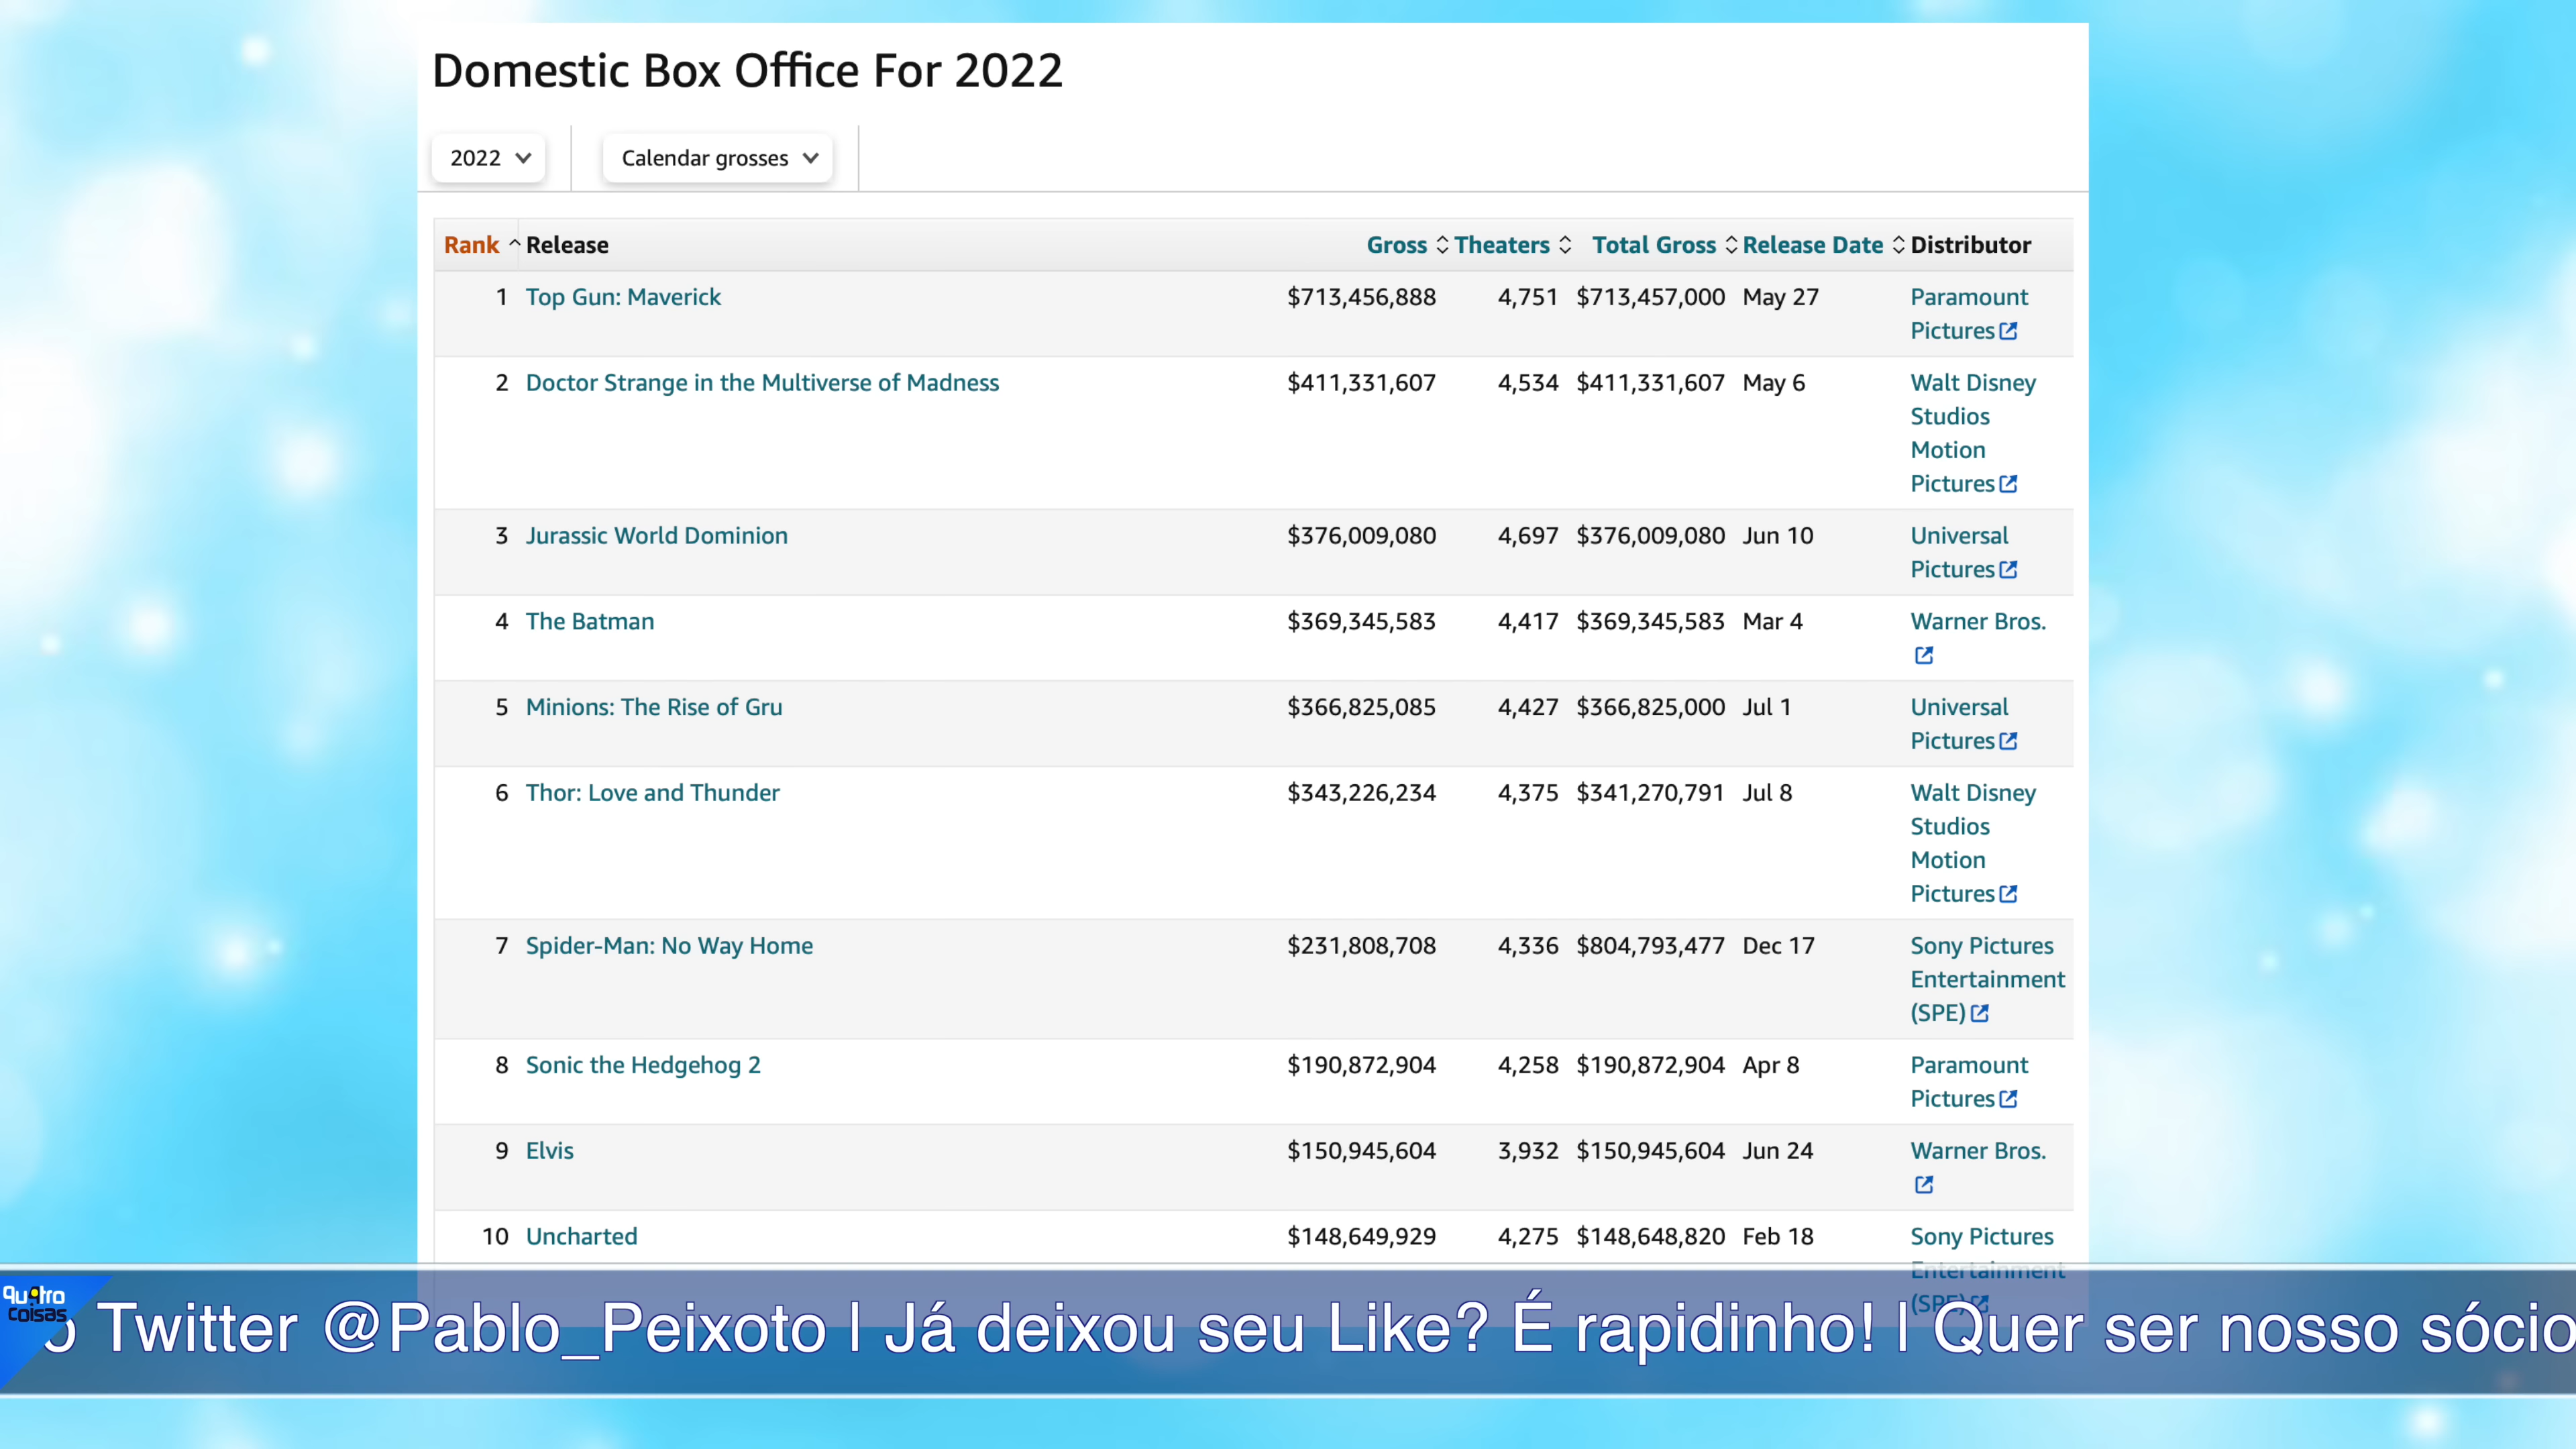 Domestic Box Office For 2022
2022
Calendar grosses
Rank Release Gross Theaters Total Gross Release Date Distributor
1 Top Gun: Maverick $713,456,888 4,751 $713,457,000 May 27 Paramount
Pictures
2 Doctor Strange in the Multiverse of Madness $411,331,607 4,534 $411,331,607 May 6 Walt Disney
Studios
Motion
Pictures
3 Jurassic World Dominion $376,009,080 4,697 $376,009,080 Jun 10 Universal
Pictures
4 The Batman $369,345,583 4,417 $369,345,583 Mar 4 Warner Bros.
5 Minions: The Rise of Gru $366,825,085 4,427 $366,825,000 Jul 1 Universal
Pictures
6 Thor: Love and Thunder $343,226,234 4,375 $341,270,791 Jul 8 Walt Disney
Studios
Motion
Pictures
7 Spider-Man: No Way Home $231,808,708 4,336 $804,793,477 Dec 17 Sony Pictures
Entertainment
(SPE)
8 Sonic the Hedgehog 2 $190,872,904 4,258 $190,872,904 Apr 8 Paramount
Pictures
9 Elvis $150,945,604 3,932 $150,945,604 Jun 24 Warner Bros.
10 Uncharted $148,649,929 4,275 $148,648,820 Feb 18 Sony Pictures
Entertainment
(SPE)
quatro
coisas
o Twitter @Pablo_Peixoto | Já deixou seu Like? É rapidinho! | Quer ser nosso sócio